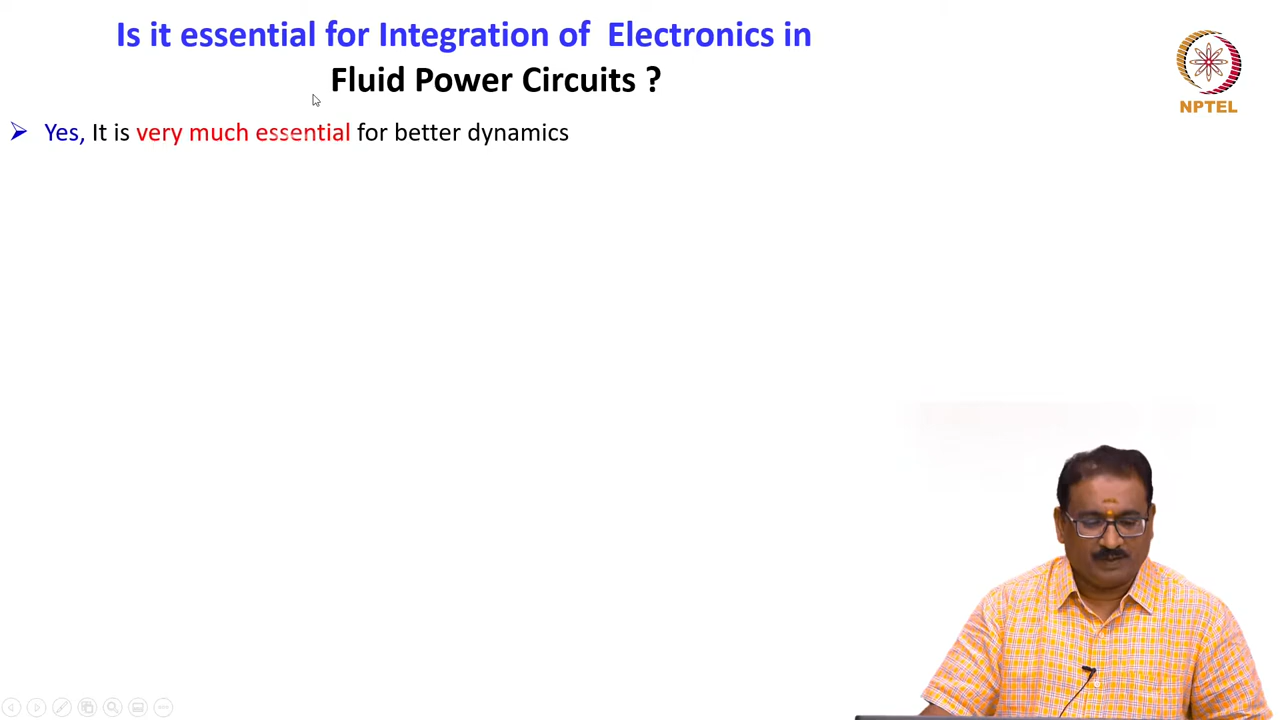 Is it essential for Integration of Electronics in
Fluid Power Circuits ?
NPTEL
Yes, It is very much essential for better dynamics